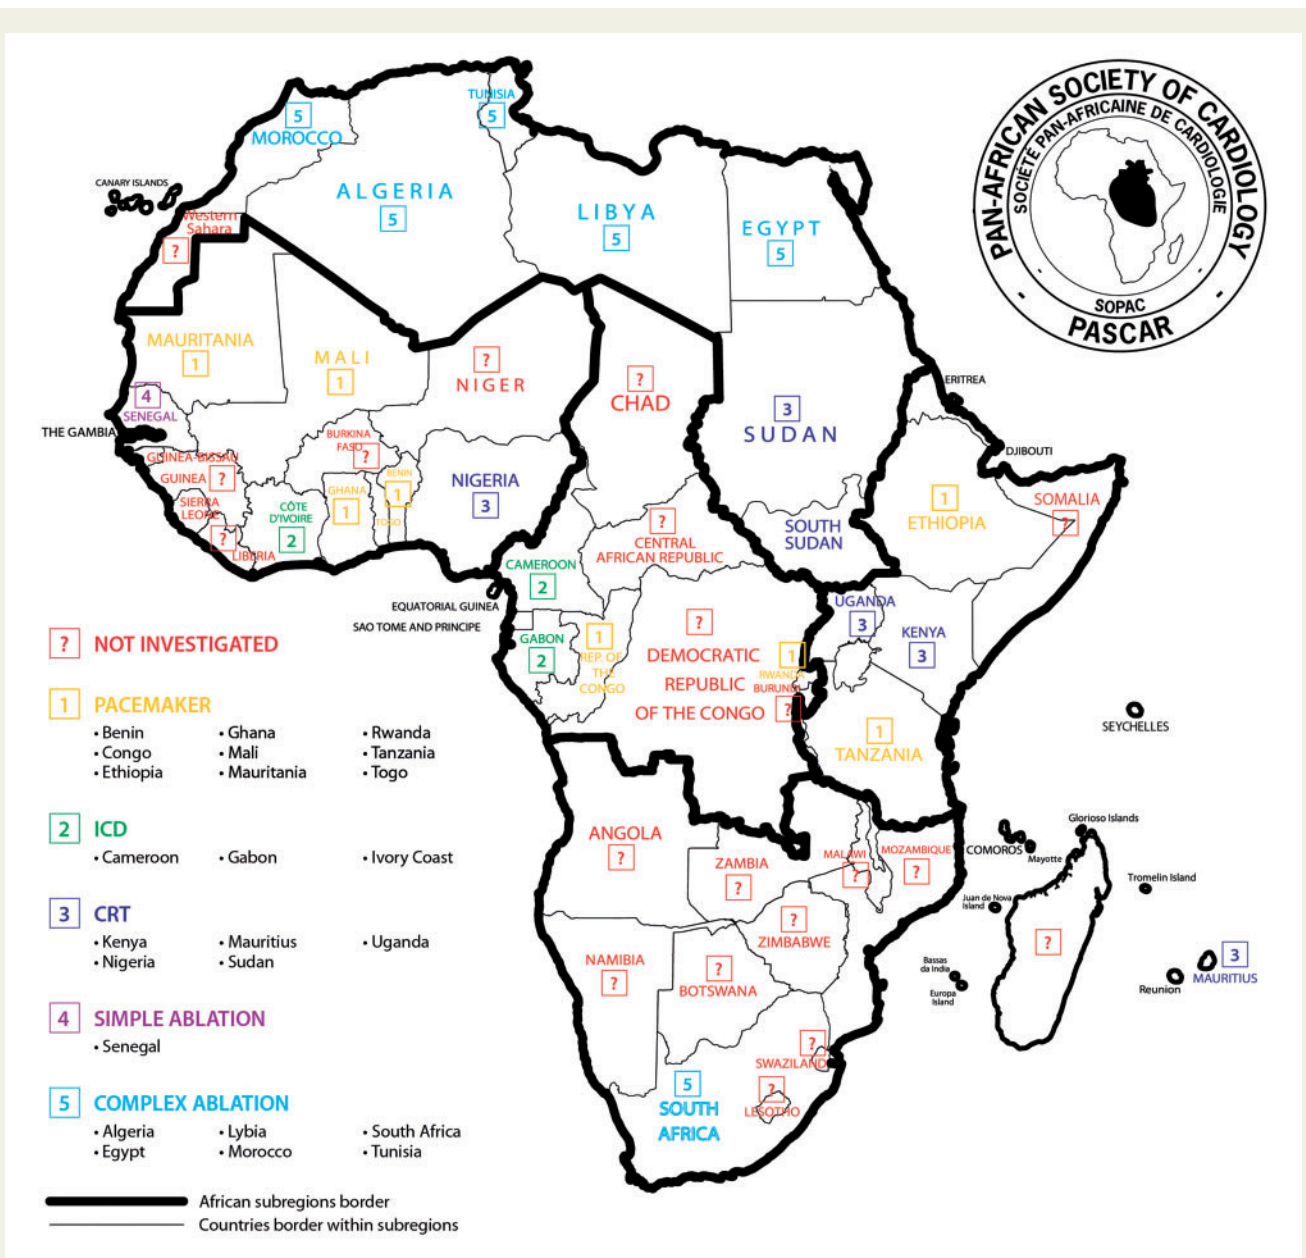 PAN-AFRICAN SOCIETY OF CARDIOLOGY
SOCIÉTÉ PAN-AFRICAINE DE CARDIOLOGIE
SOPAC
PASCAR
TUNISIA
5
5
MOROCCO
CANARY ISLANDS
ALGERIA
5
LIBYA
5
EGYPT
5
Western
Sahara
?
MAURITANIA
1
MALI
1
?
NIGER
?
CHAD
3
SUDAN
ERITREA
4
SENEGAL
THE GAMBIA
DJIBOUTI
GUINEA-BISSAU
GUINEA ?
BURKINA
FASO
?
BENIN
1
TOGO
GHANA
1
NIGERIA
3
SIERRA
LEONE
?
LIBERIA
CÔTE
D'IVOIRE
2
?
CENTRAL
AFRICAN REPUBLIC
SOUTH
SUDAN
1
ETHIOPIA
SOMALIA
?
CAMEROON
2
EQUATORIAL GUINEA
SAO TOME AND PRINCIPE
GABON
2
1
REP. OF
THE
CONGO
?
DEMOCRATIC
REPUBLIC
OF THE CONGO
1
RWANDA
BURUNDI
?
UGANDA
3
KENYA
3
1
TANZANIA
SEYCHELLES
ANGOLA
?
ZAMBIA
?
MALAWI
?
MOZAMBIQUE
?
COMOROS
Mayotte
Glorioso Islands
Tromelin Island
Juan de Nova
Island
?
ZIMBABWE
NAMIBIA
?
?
BOTSWANA
?
Bassas
da India
Europa
Island
Reunion
3
MAURITIUS
?
SWAZILAND
?
LESOTHO
5
SOUTH
AFRICA
? NOT INVESTIGATED
1 PACEMAKER
• Benin • Ghana • Rwanda
• Congo • Mali • Tanzania
• Ethiopia • Mauritania • Togo
2 ICD
• Cameroon • Gabon • Ivory Coast
3 CRT
• Kenya • Mauritius • Uganda
• Nigeria • Sudan
4 SIMPLE ABLATION
• Senegal
5 COMPLEX ABLATION
• Algeria • Lybia • South Africa
• Egypt • Morocco • Tunisia
African subregions border
Countries border within subregions